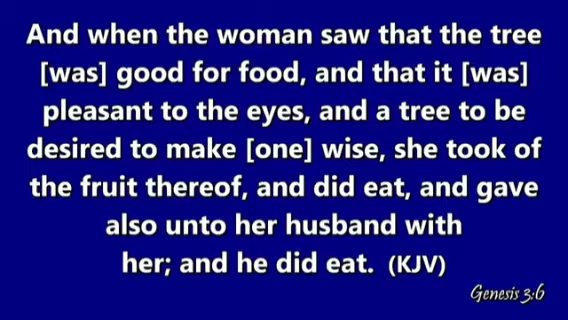 And when the woman saw that the tree
[was] good for food, and that it [was]
pleasant to the eyes, and a tree to be
desired to make [one] wise, she took of
the fruit thereof, and did eat, and gave
also unto her husband with
her; and he did eat. (KJV)
Genesis 3:6